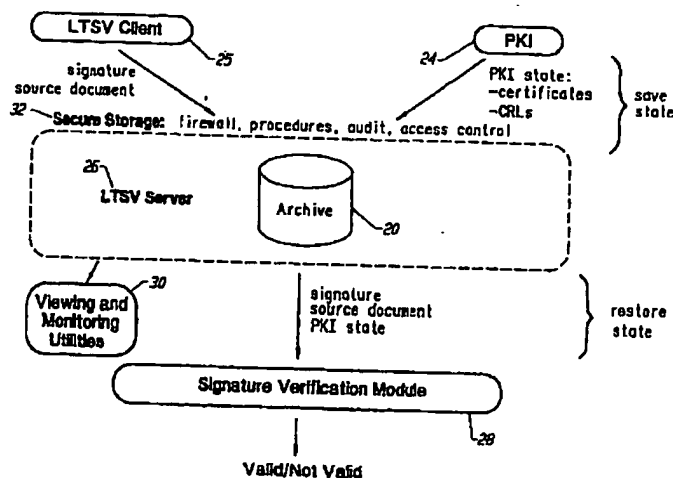 LTSV Client
25
PKI
24
signature
source document
PKI state:
-certificates
-CRLs
save
state
32
Secure Storage: firewall, procedures, audit, access control
26
LTSV Server
Archive
20
Viewing and
Monitoring
Utilities
30
signature
source document
PKI state
restore
state
Signature Verification Module
28
Valid/Not Valid